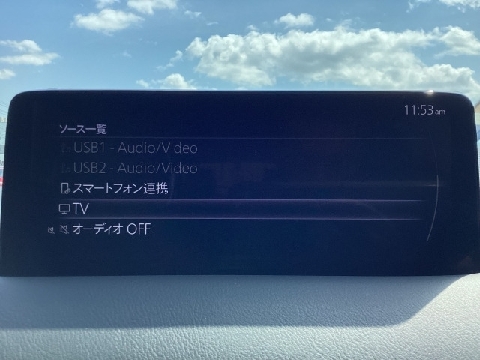 11:53am
ソース一覧
USB1 - Audio/Video
USB2 - Audio/Video
スマートフォン連携
TV
オーディオ OFF